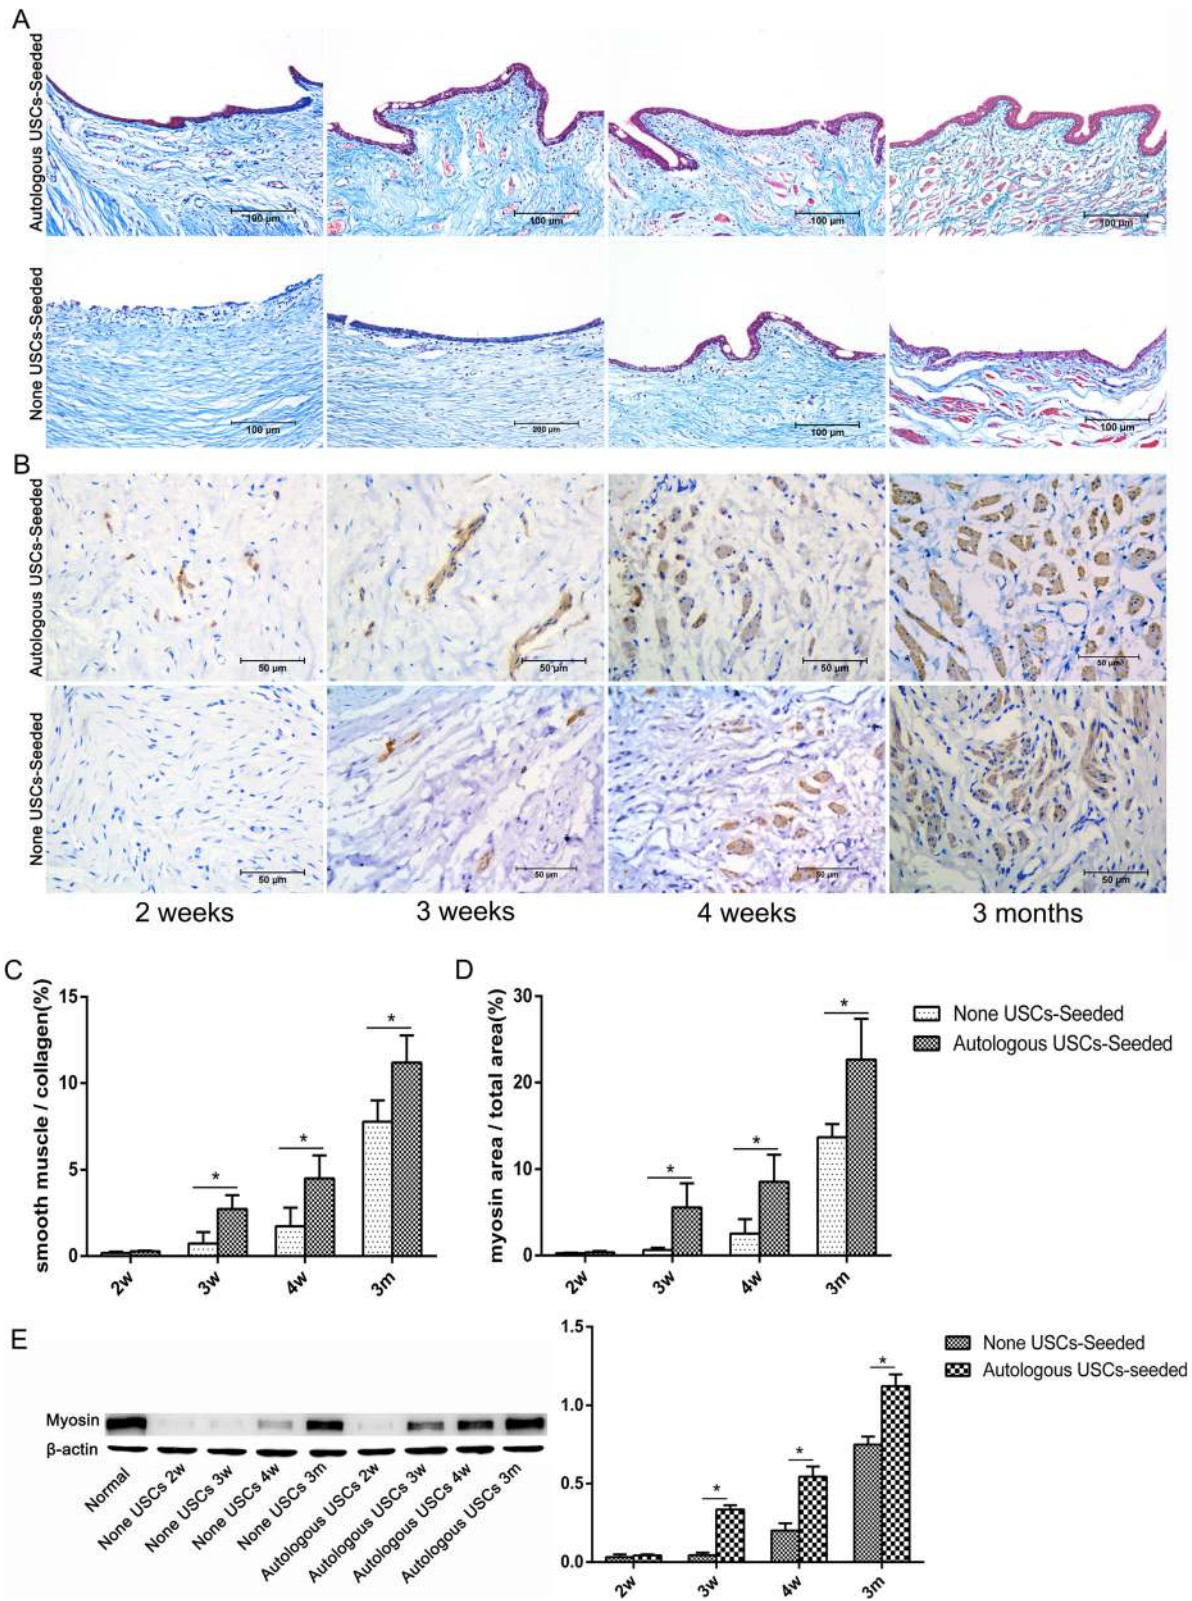 A
Autologous USCs-Seeded
100 µm
100 µm
100 µm
100 µm
None USCs-Seeded
100 µm
200 µm
100 µm
100 µm
B
Autologous USCs-Seeded
50 µm
50 µm
50 µm
50 µm
None USCs-Seeded
50 µm
50 µm
50 µm
50 µm
2 weeks
3 weeks
4 weeks
3 months
C
smooth muscle / collagen(%)
15
10
5
0
*
*
*
2w
3w
4w
3m
D
myosin area / total area(%)
30
20
10
0
*
*
*
2w
3w
4w
3m
None USCs-Seeded
Autologous USCs-Seeded
E
Myosin
β-actin
Normal
None USCs 2w
None USCs 3w
None USCs 4w
None USCs 3m
Autologous USCs 2w
Autologous USCs 3w
Autologous USCs 4w
Autologous USCs 3m
1.5
1.0
0.5
0.0
*
*
*
2w
3w
4w
3m
None USCs-Seeded
Autologous USCs-seeded